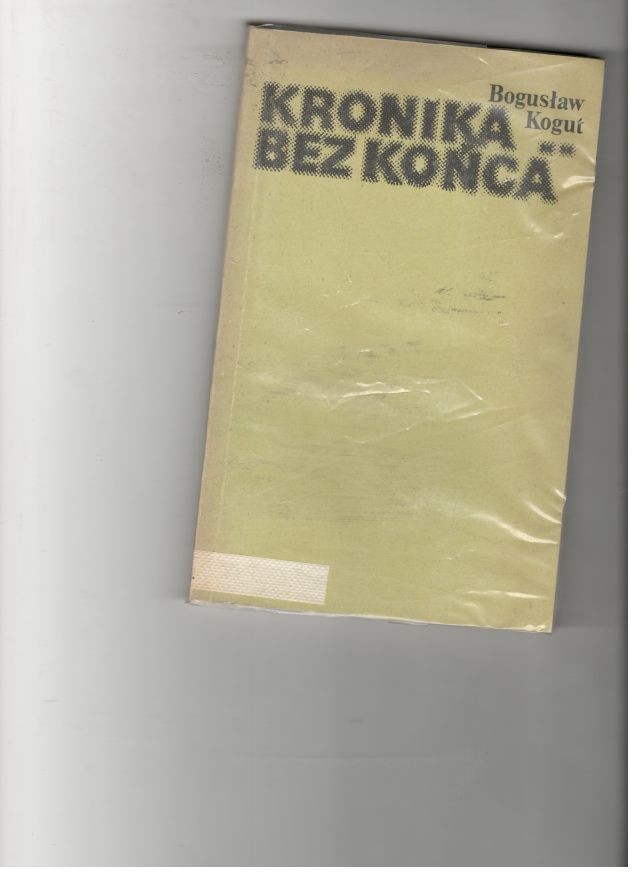 Bogusław
Kogut
KRONIKA
BEZ KOŃCA **